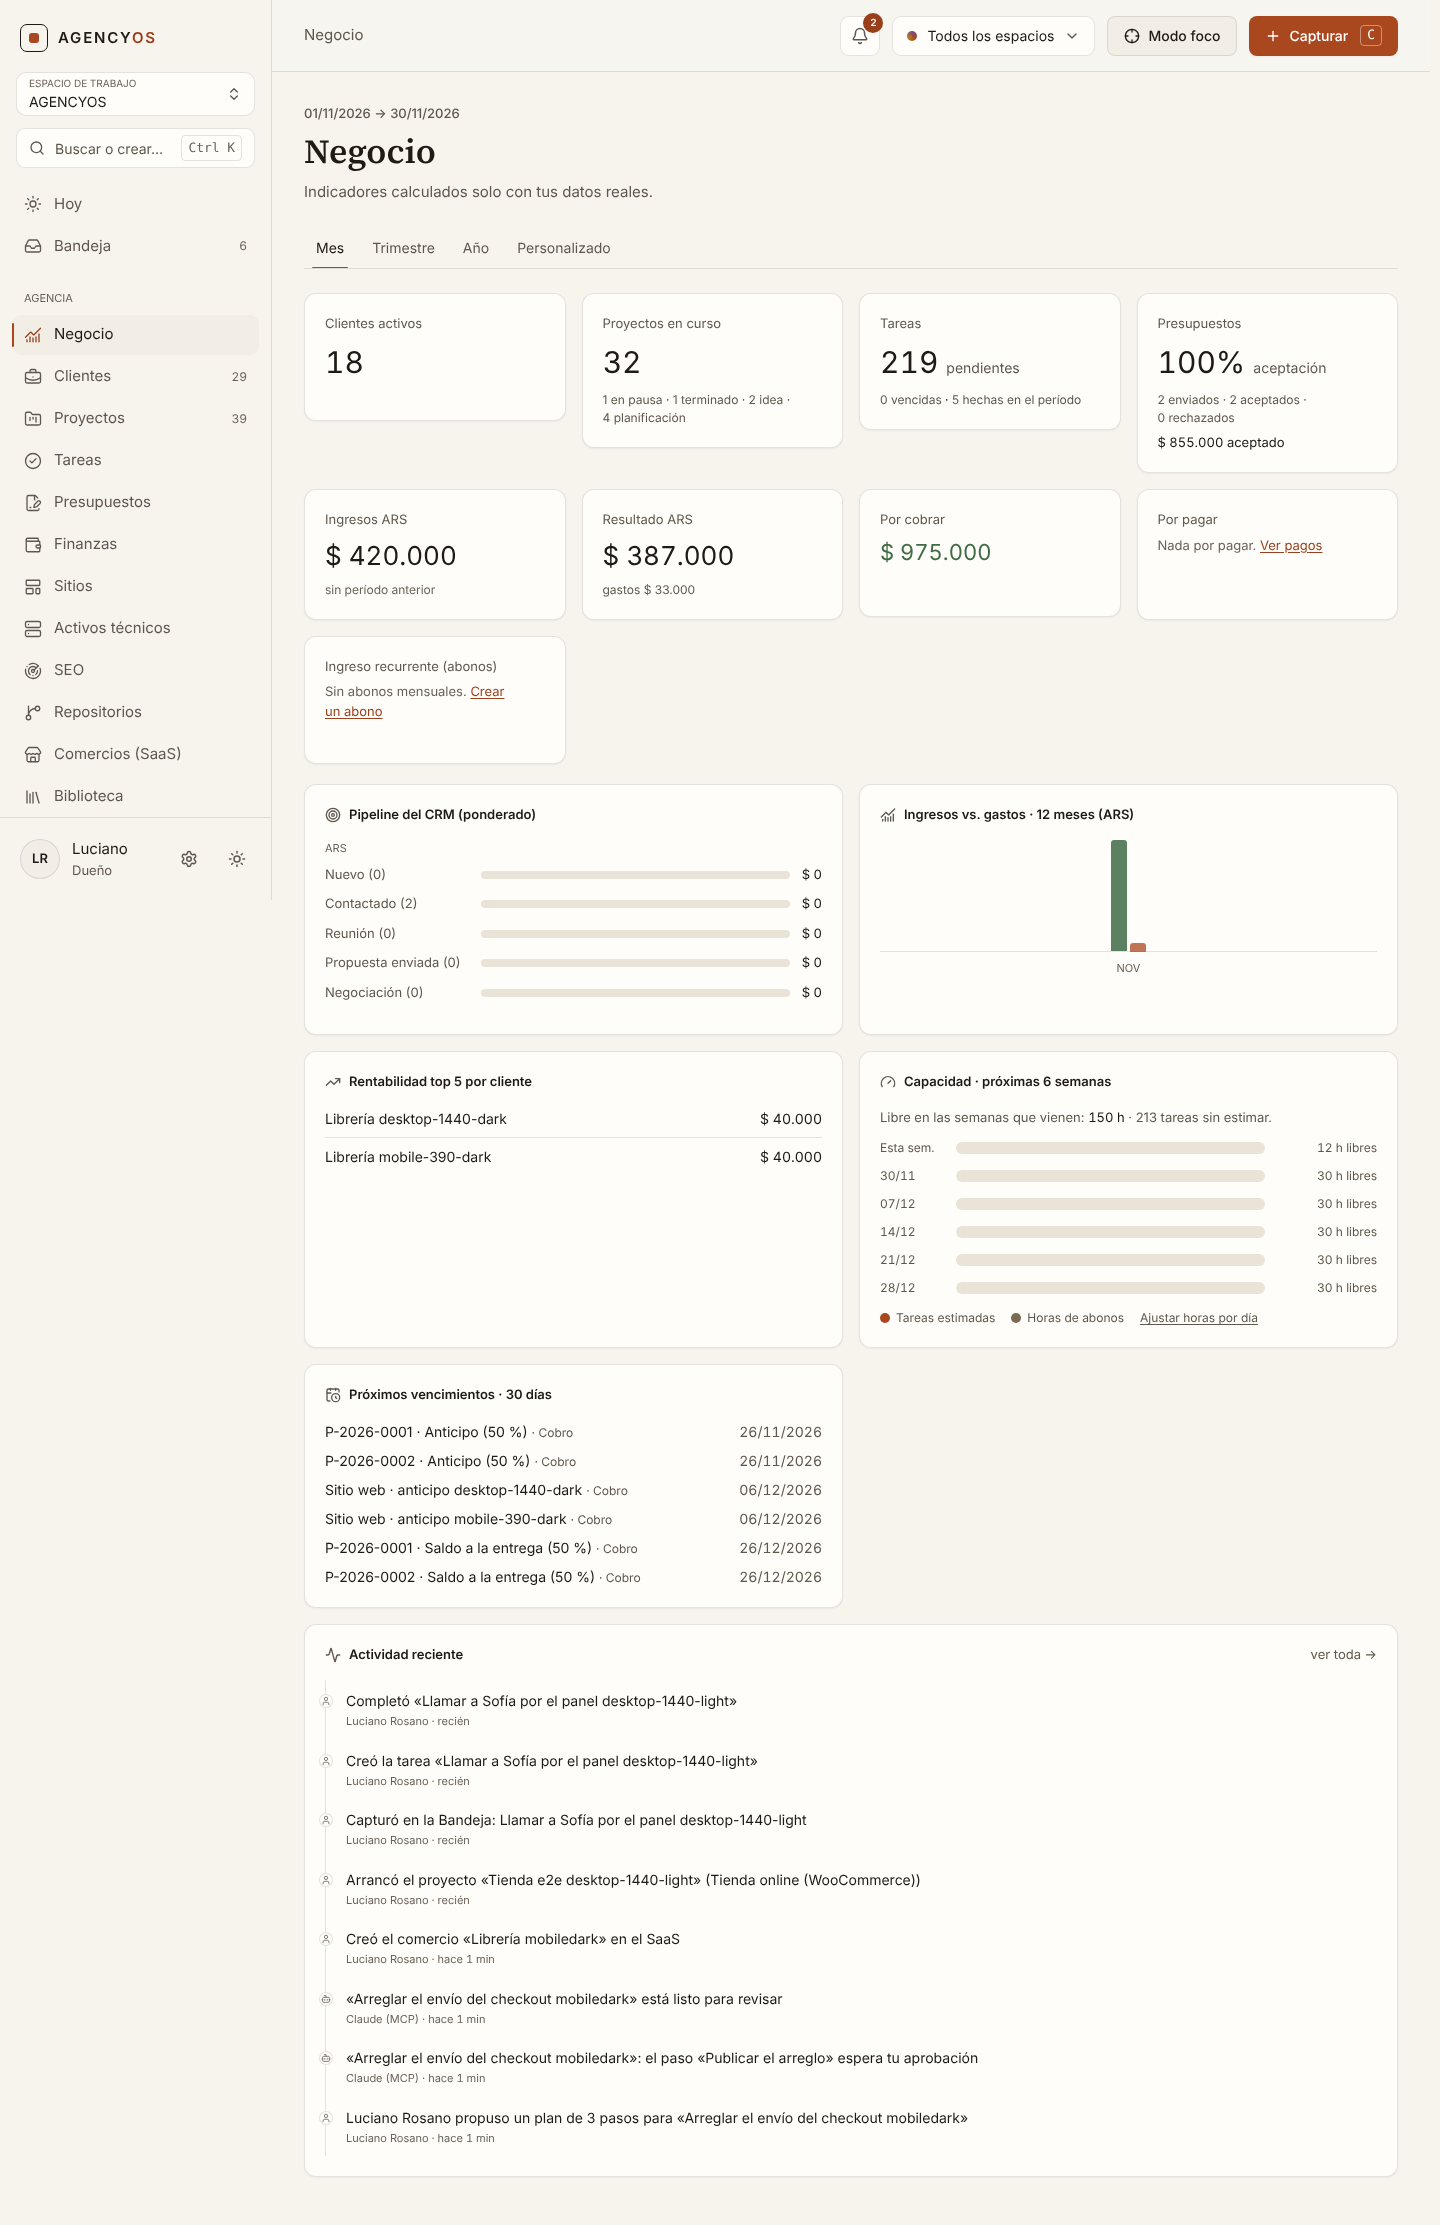 AGENCYOS
ESPACIO DE TRABAJO
AGENCYOS
Buscar o crear... Ctrl K
Hoy
Bandeja 6
AGENCIA
Negocio
Clientes 29
Proyectos 39
Tareas
Presupuestos
Finanzas
Sitios
Activos técnicos
SEO
Repositorios
Comercios (SaaS)
Biblioteca
LR Luciano
Dueño
Negocio
2
Todos los espacios
Modo foco
Capturar C
01/11/2026 → 30/11/2026
Negocio
Indicadores calculados solo con tus datos reales.
Mes Trimestre Año Personalizado
Clientes activos
18
Proyectos en curso
32
1 en pausa · 1 terminado · 2 idea ·
4 planificación
Tareas
219 pendientes
0 vencidas · 5 hechas en el período
Presupuestos
100% aceptación
2 enviados · 2 aceptados ·
0 rechazados
$ 855.000 aceptado
Ingresos ARS
$ 420.000
sin período anterior
Resultado ARS
$ 387.000
gastos $ 33.000
Por cobrar
$ 975.000
Por pagar
Nada por pagar. Ver pagos
Ingreso recurrente (abonos)
Sin abonos mensuales. Crear
un abono
Pipeline del CRM (ponderado)
ARS
Nuevo (0) $ 0
Contactado (2) $ 0
Reunión (0) $ 0
Propuesta enviada (0) $ 0
Negociación (0) $ 0
Ingresos vs. gastos · 12 meses (ARS)
NOV
Rentabilidad top 5 por cliente
Librería desktop-1440-dark $ 40.000
Librería mobile-390-dark $ 40.000
Capacidad · próximas 6 semanas
Libre en las semanas que vienen: 150 h · 213 tareas sin estimar.
Esta sem. 12 h libres
30/11 30 h libres
07/12 30 h libres
14/12 30 h libres
21/12 30 h libres
28/12 30 h libres
Tareas estimadas Horas de abonos Ajustar horas por día
Próximos vencimientos · 30 días
P-2026-0001 · Anticipo (50 %) · Cobro 26/11/2026
P-2026-0002 · Anticipo (50 %) · Cobro 26/11/2026
Sitio web · anticipo desktop-1440-dark · Cobro 06/12/2026
Sitio web · anticipo mobile-390-dark · Cobro 06/12/2026
P-2026-0001 · Saldo a la entrega (50 %) · Cobro 26/12/2026
P-2026-0002 · Saldo a la entrega (50 %) · Cobro 26/12/2026
Actividad reciente ver toda →
Completó «Llamar a Sofía por el panel desktop-1440-light»
Luciano Rosano · recién
Creó la tarea «Llamar a Sofía por el panel desktop-1440-light»
Luciano Rosano · recién
Capturó en la Bandeja: Llamar a Sofía por el panel desktop-1440-light
Luciano Rosano · recién
Arrancó el proyecto «Tienda e2e desktop-1440-light» (Tienda online (WooCommerce))
Luciano Rosano · recién
Creó el comercio «Librería mobiledark» en el SaaS
Luciano Rosano · hace 1 min
«Arreglar el envío del checkout mobiledark» está listo para revisar
Claude (MCP) · hace 1 min
«Arreglar el envío del checkout mobiledark»: el paso «Publicar el arreglo» espera tu aprobación
Claude (MCP) · hace 1 min
Luciano Rosano propuso un plan de 3 pasos para «Arreglar el envío del checkout mobiledark»
Luciano Rosano · hace 1 min